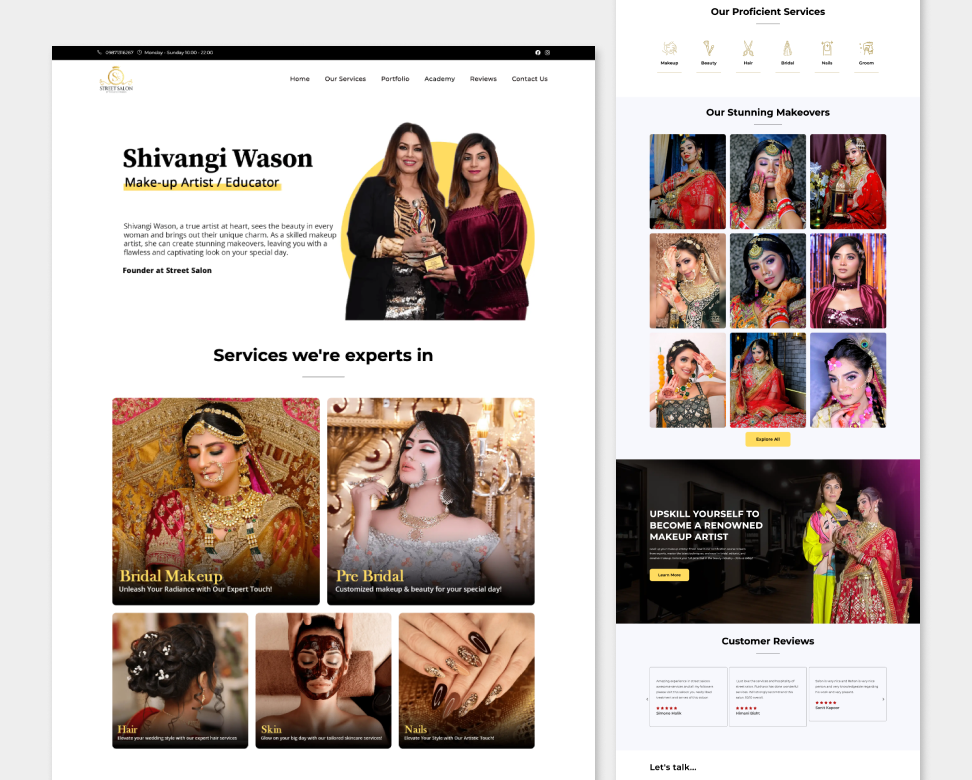 09871316267 Monday - Sunday 10:00 - 22:00
STREET SALON
Home Our Services Portfolio Academy Reviews Contact Us
Shivangi Wason
Make-up Artist / Educator
Shivangi Wason, a true artist at heart, sees the beauty in every
woman and brings out their unique charm. As a skilled makeup
artist, she can create stunning makeovers, leaving you with a
flawless and captivating look on your special day.
Founder at Street Salon
Services we're experts in
Bridal Makeup
Unleash Your Radiance with Our Expert Touch!
Pre Bridal
Customized makeup & beauty for your special day!
Hair
Elevate your wedding style with our expert hair services
Skin
Glow on your big day with our tailored skincare services!
Nails
Elevate Your Style with Our Artistic Touch!
Our Proficient Services
Makeup Beauty Hair Bridal Nails Groom
Our Stunning Makeovers
Explore All
UPSKILL YOURSELF TO
BECOME A RENOWNED
MAKEUP ARTIST
Learn More
Customer Reviews
Simona Malik
Himani Bisht
Sanit Kapoor
Let's talk...